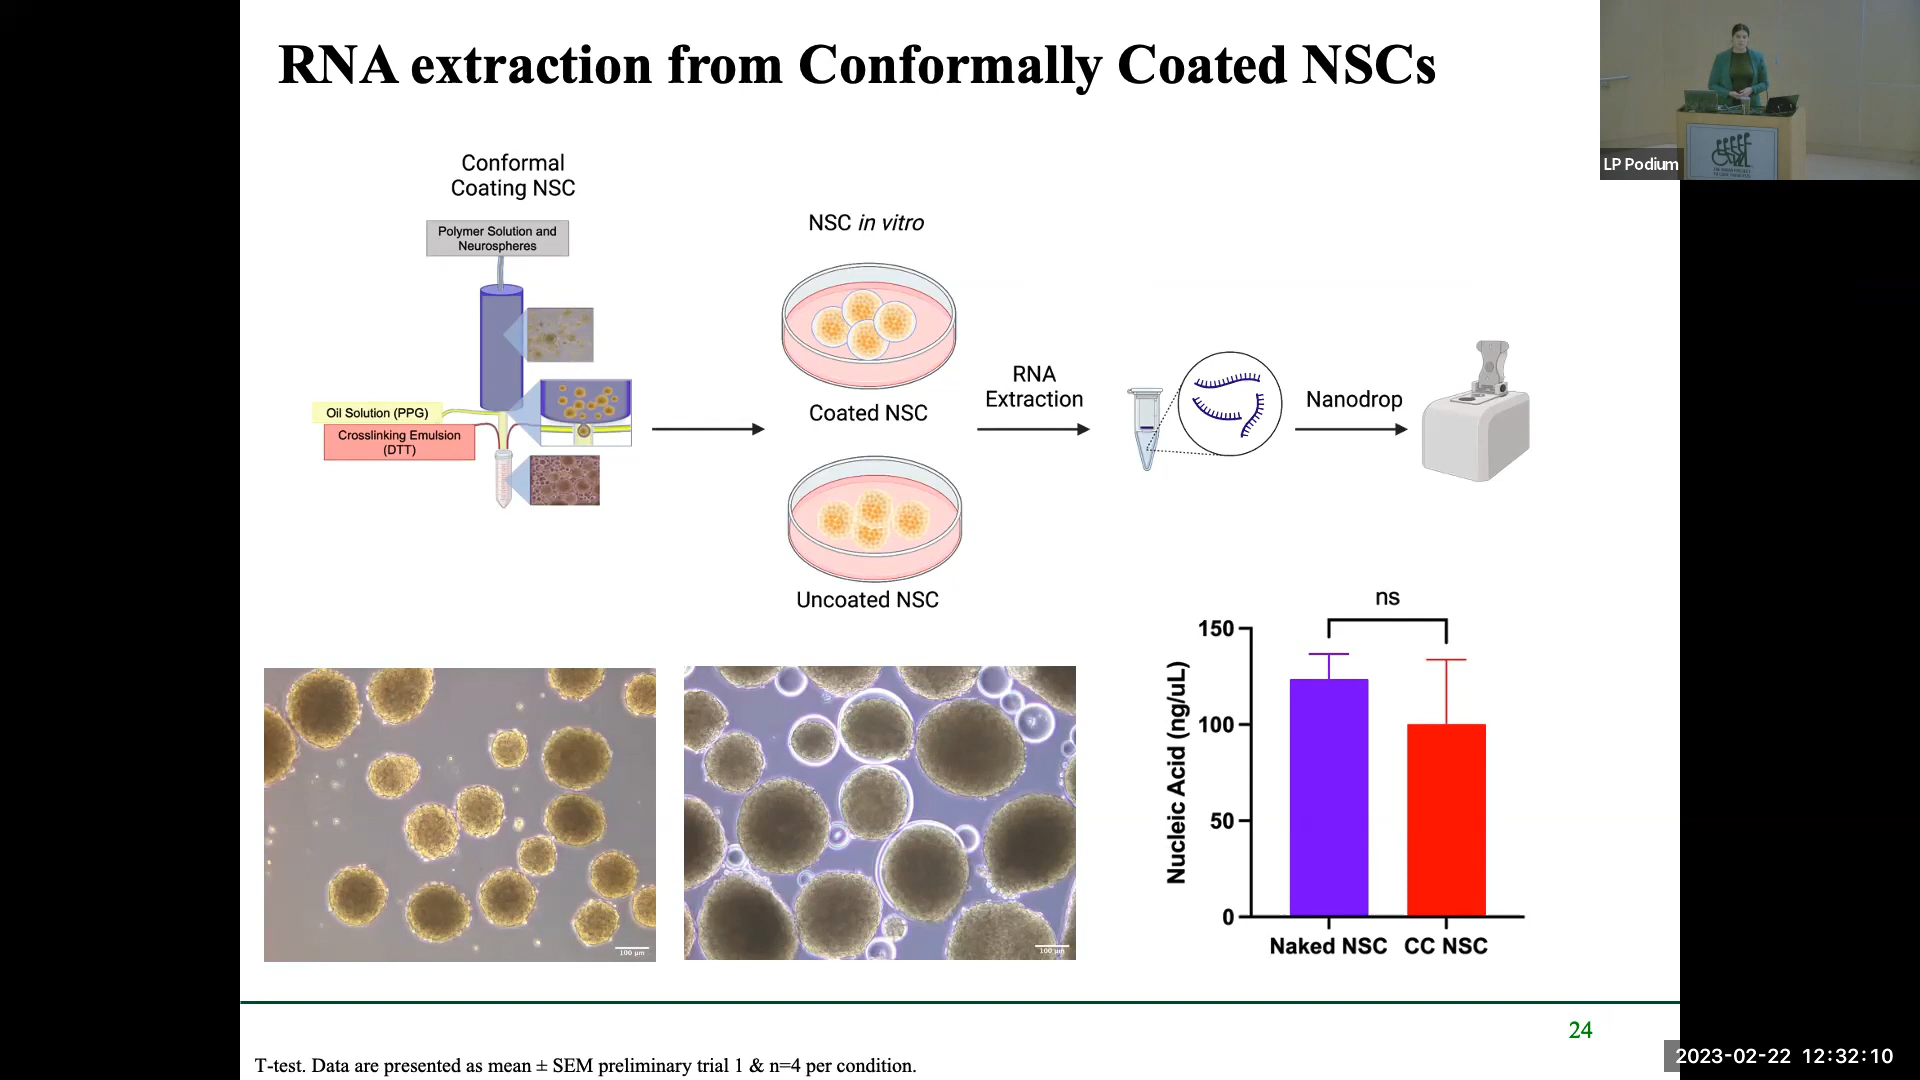 RNA extraction from Conformally Coated NSCs
LP Podium
Conformal
Coating NSC
Polymer Solution and
Neurospheres
Oil Solution (PPG)
Crosslinking Emulsion
(DTT)
NSC in vitro
Coated NSC
Uncoated NSC
RNA
Extraction
Nanodrop
100 µm
100 µm
ns
150
100
50
0
Nucleic Acid (ng/uL)
Naked NSC CC NSC
24
T-test. Data are presented as mean ± SEM preliminary trial 1 & n=4 per condition.
2023-02-22 12:32:10